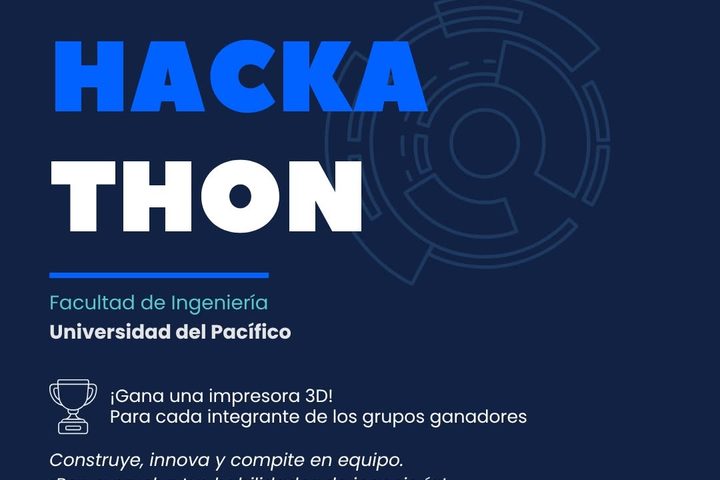 HACKA
THON
Facultad de Ingeniería
Universidad del Pacífico
¡Gana una impresora 3D!
Para cada integrante de los grupos ganadores
Construye, innova y compite en equipo.